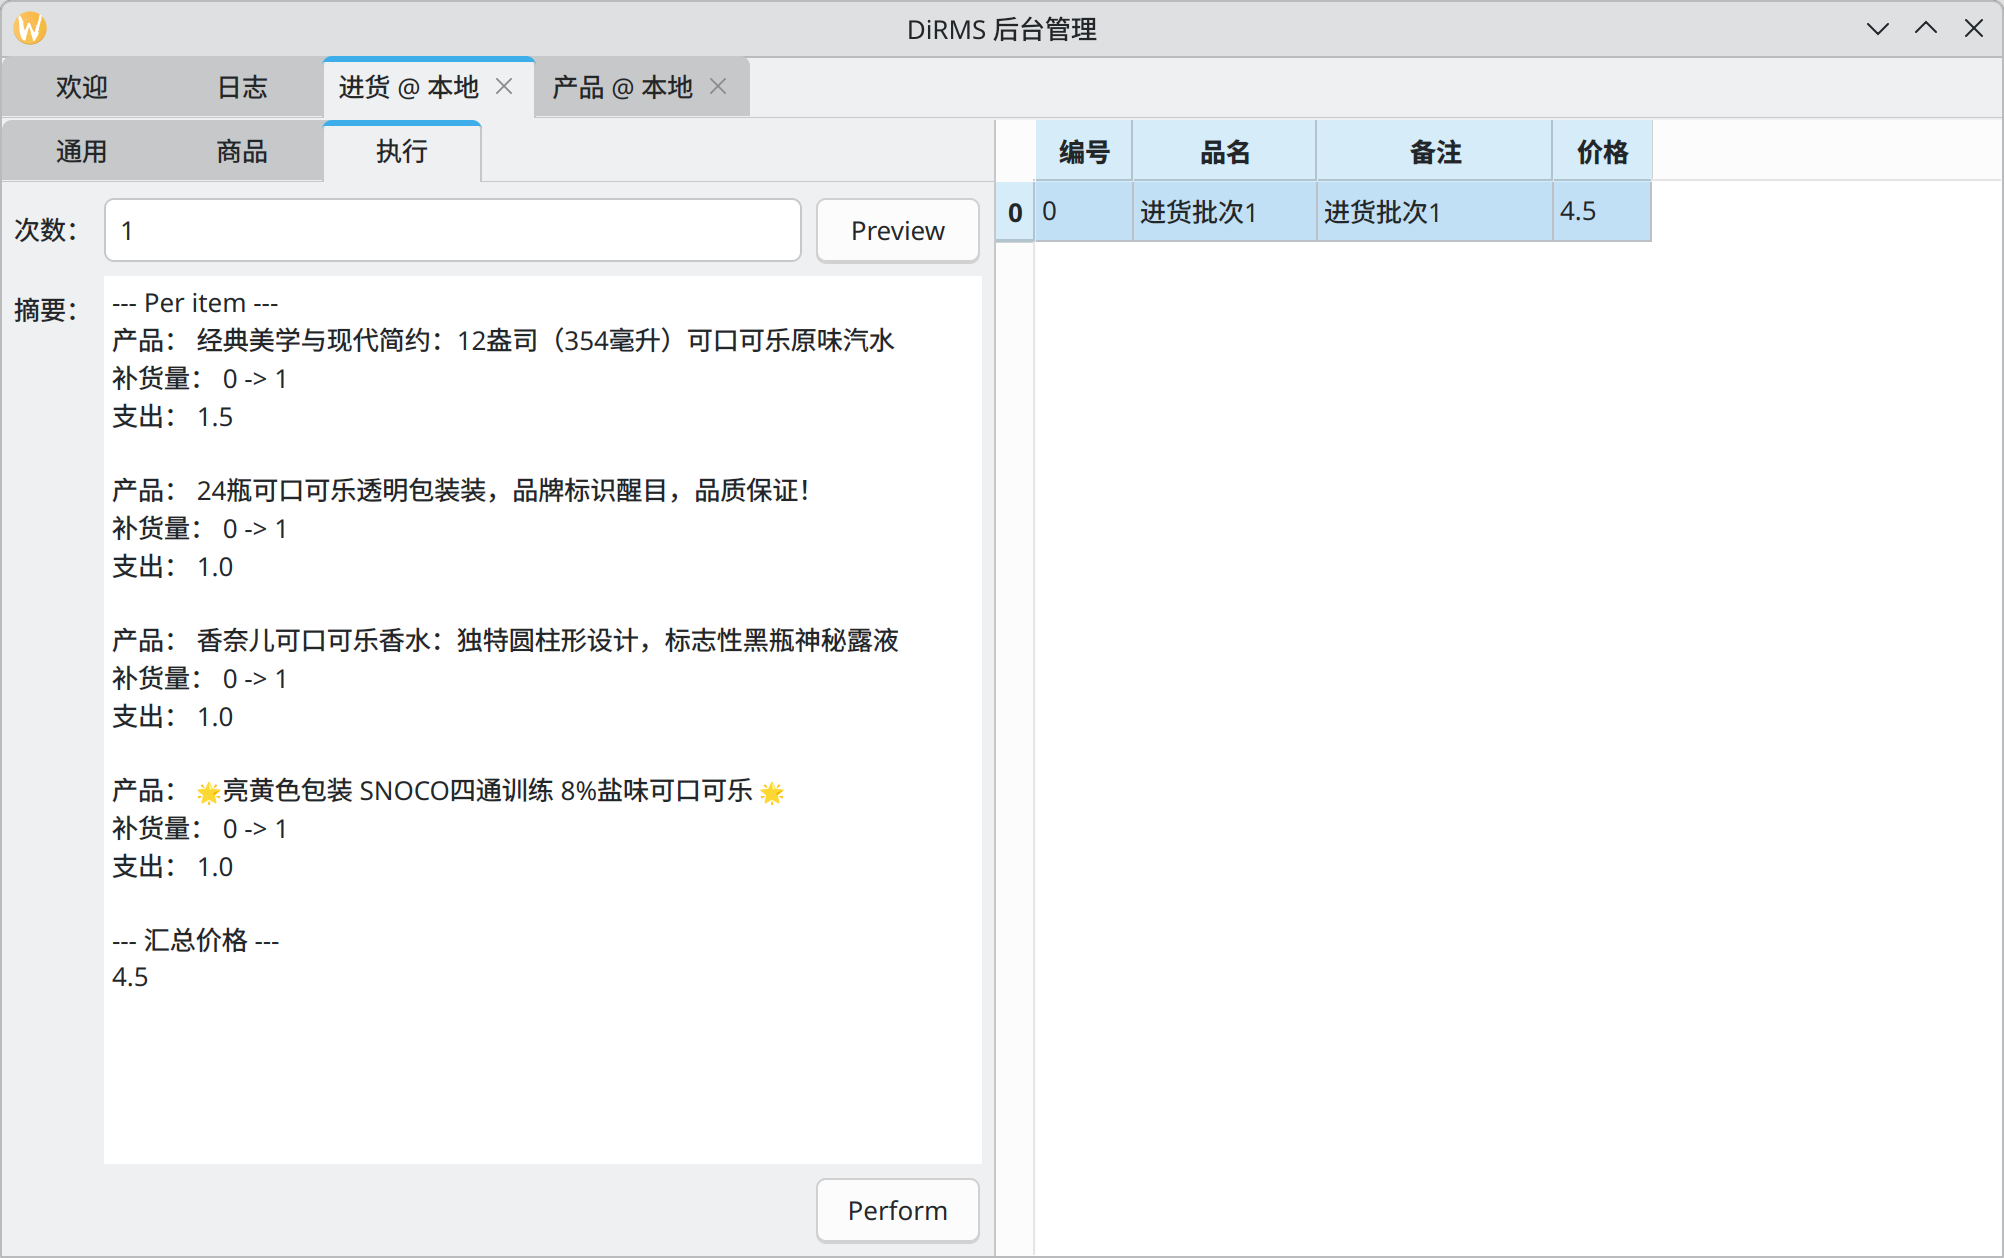 DiRMS 后台管理
欢迎 日志 进货 @ 本地 产品 @ 本地
通用 商品 执行
次数： 1 Preview
摘要：
--- Per item ---
产品： 经典美学与现代简约：12盎司（354毫升）可口可乐原味汽水
补货量： 0 -> 1
支出： 1.5
产品： 24瓶可口可乐透明包装装，品牌标识醒目，品质保证！
补货量： 0 -> 1
支出： 1.0
产品： 香奈儿可口可乐香水：独特圆柱形设计，标志性黑瓶神秘露液
补货量： 0 -> 1
支出： 1.0
产品： 🌟亮黄色包装 SNOCO四通训练 8%盐味可口可乐 🌟
补货量： 0 -> 1
支出： 1.0
--- 汇总价格 ---
4.5
Perform
编号 品名 备注 价格
0 0 进货批次1 进货批次1 4.5